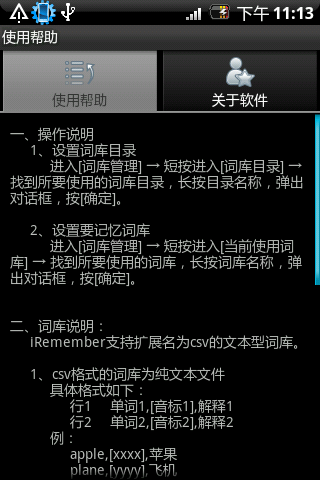 下午 11:13
使用帮助
使用帮助
关于软件
一、操作说明
1、设置词库目录
进入[词库管理] → 短按进入[词库目录] →
找到所要使用的词库目录，长按目录名称，弹出
对话框，按[确定]。
2、设置要记忆词库
进入[词库管理] → 短按进入[当前使用词
库] → 找到所要使用的词库，长按词库名称，弹
出对话框，按[确定]。
二、词库说明：
iRemember支持扩展名为csv的文本型词库。
1、csv格式的词库为纯文本文件
具体格式如下：
行1 单词1,[音标1],解释1
行2 单词2,[音标2],解释2
例：
apple,[xxxx],苹果
plane,[yyyy],飞机